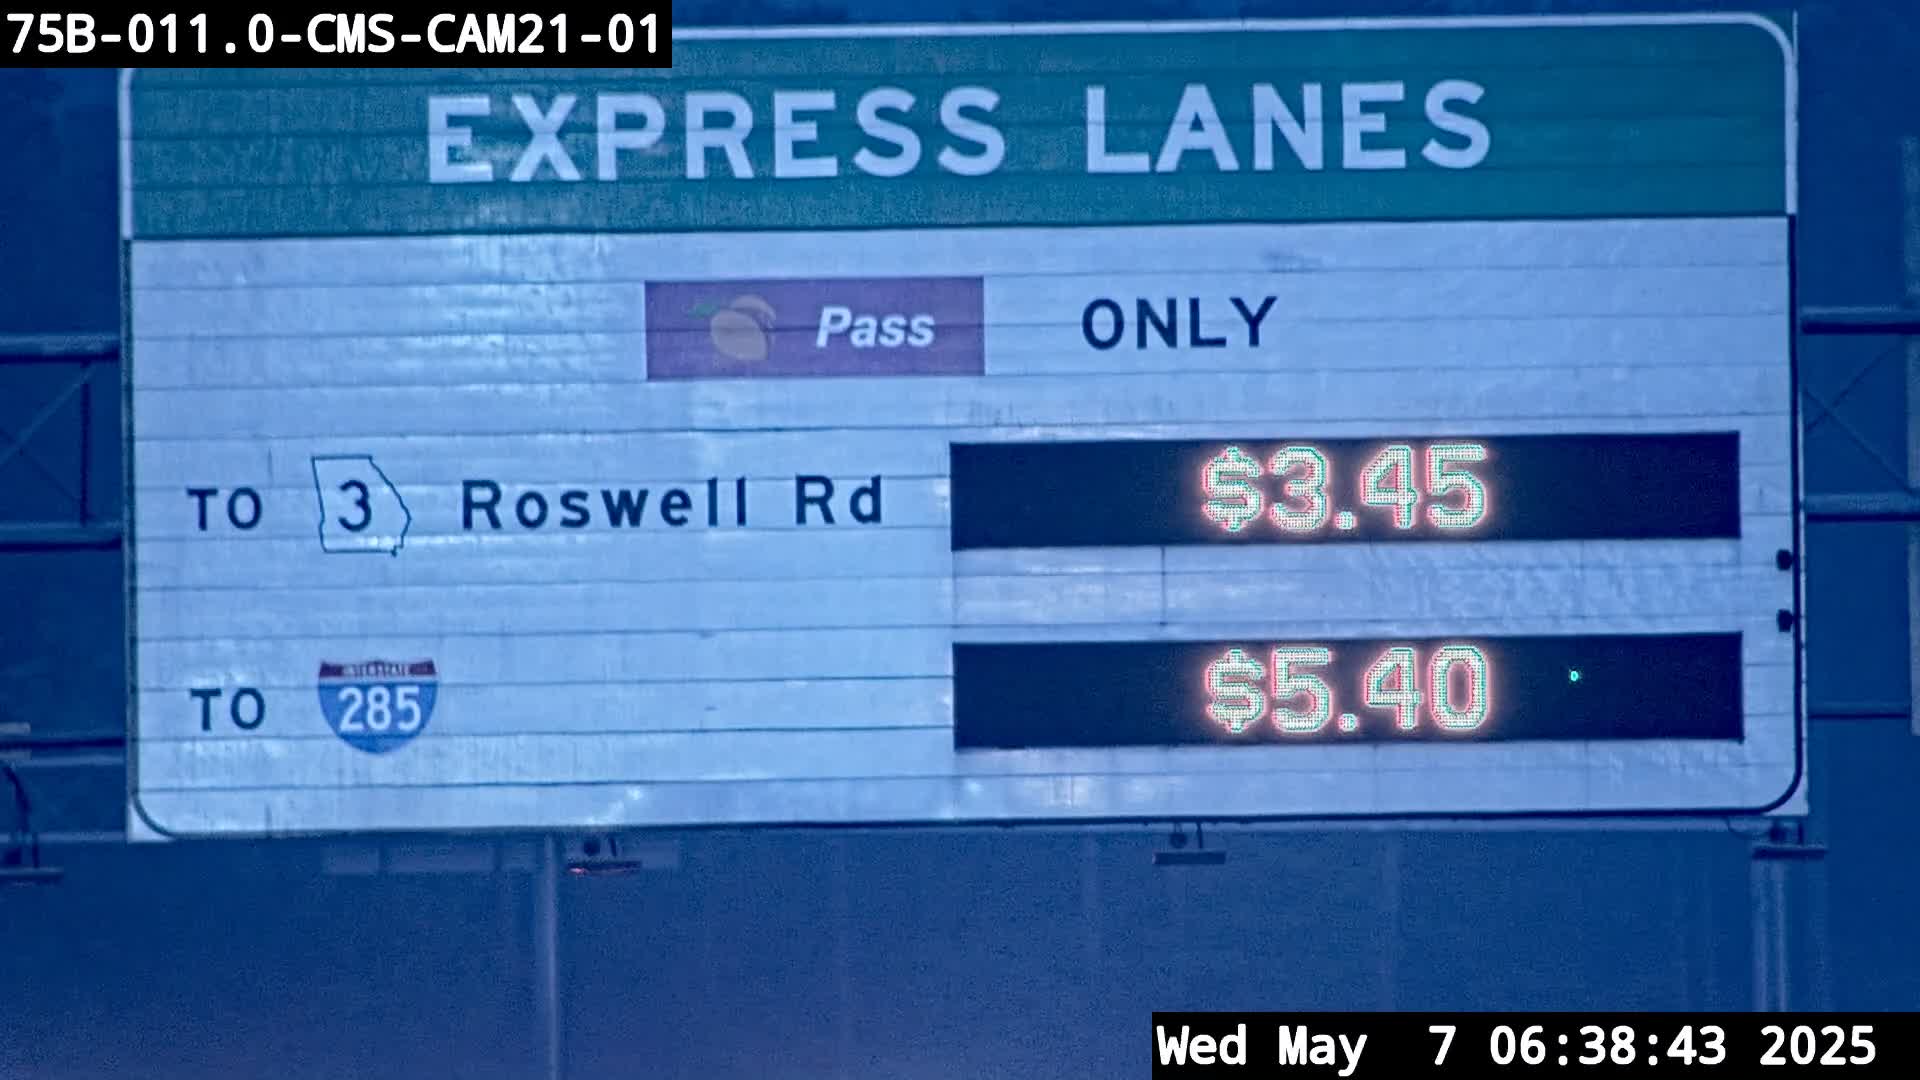 75B-011.0-CMS-CAM21-01
EXPRESS LANES
Pass ONLY
TO 3 Roswell Rd $3.45
INTERSTATE
TO 285 $5.40
Wed May 7 06:38:43 2025